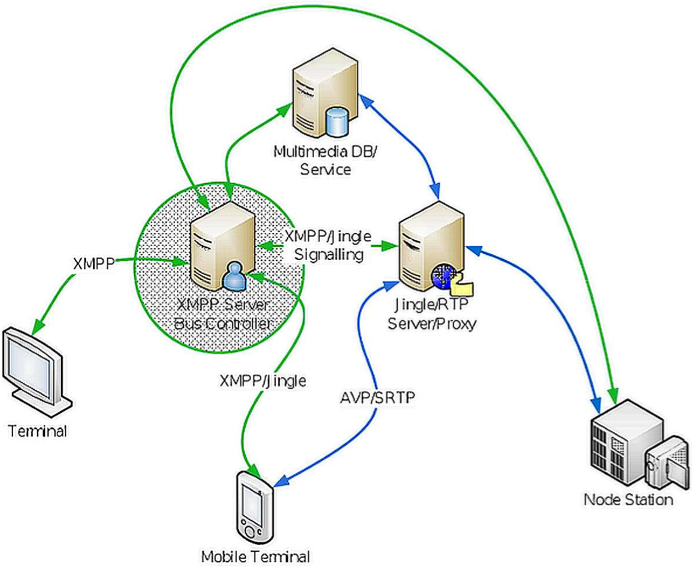 Multimedia DB/
Service
XMPP/Jingle
Signalling
XMPP
XMPP Server
Bus Controller
Jingle/RTP
Server/Proxy
XMPP/Jingle
AVP/SRTP
Terminal
Node Station
Mobile Terminal